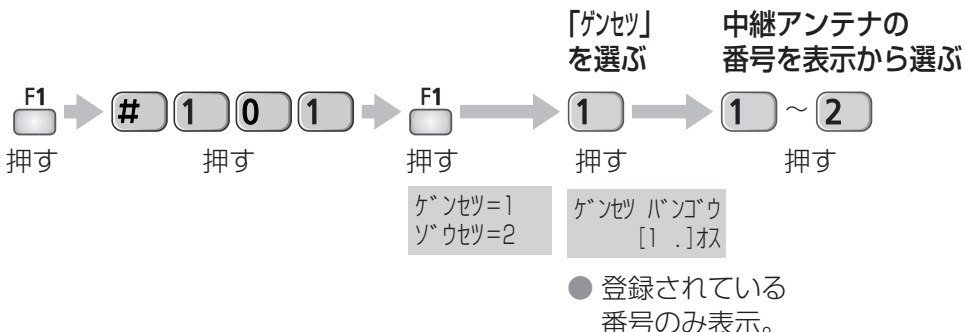 「ゲンセツ」
を選ぶ
中継アンテナの
番号を表示から選ぶ
F1
# 1 0 1
F1
1
1 ~ 2
押す
押す
押す
押す
押す
ゲンセツ=1
ゾウセツ=2
ゲンセツ バンゴウ
[1 .]オス
● 登録されている
番号のみ表示。